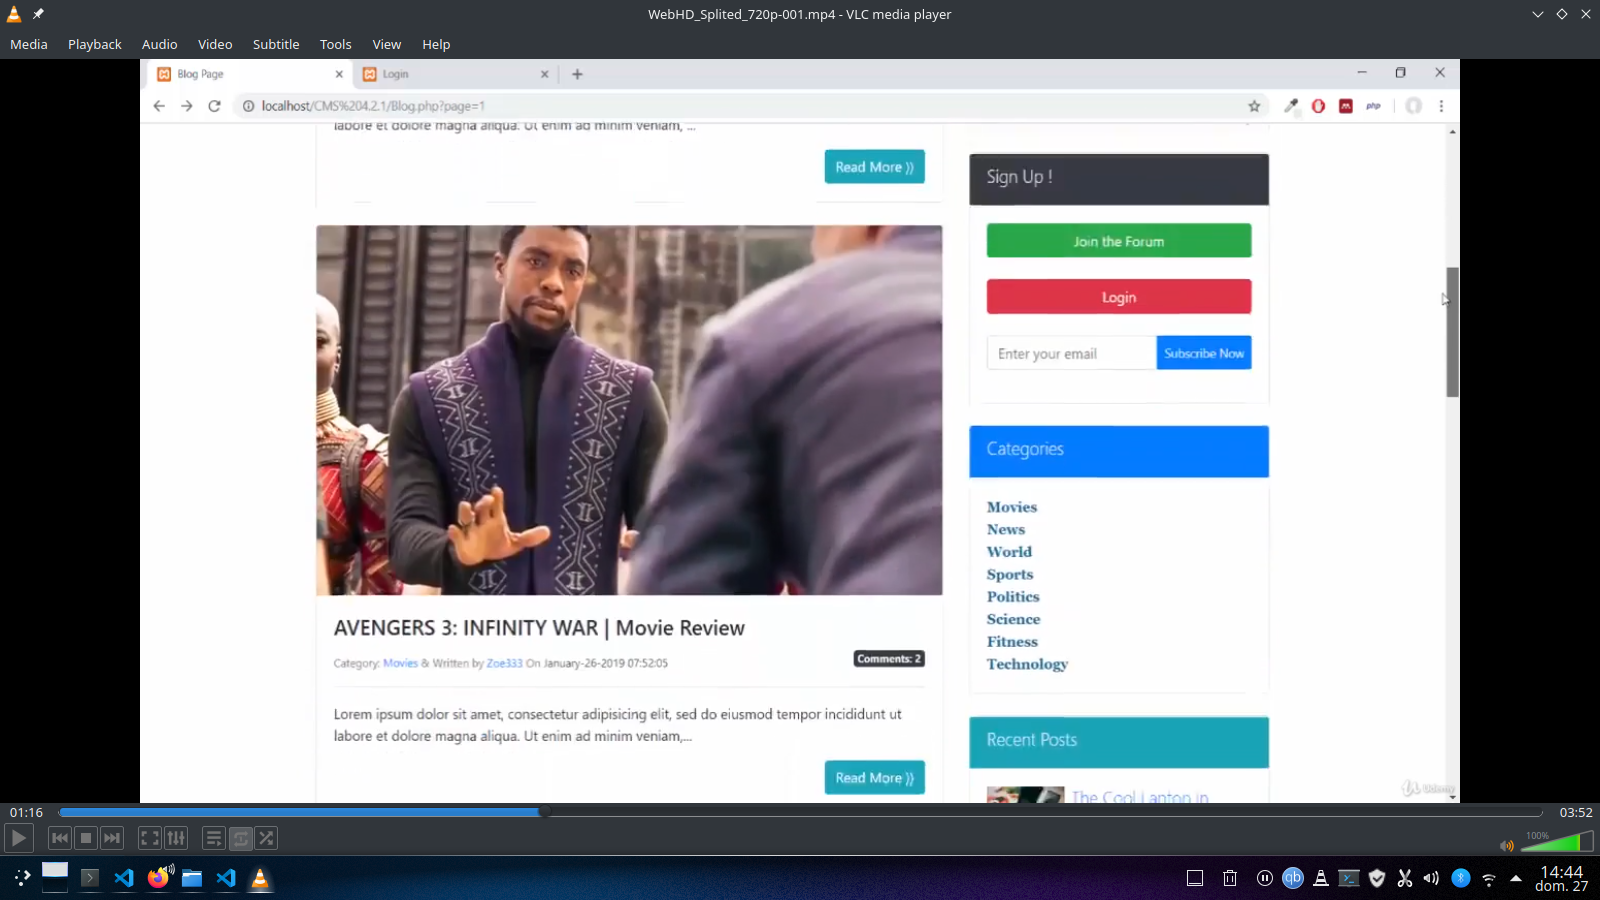 WebHD_Splited_720p-001.mp4 - VLC media player
Media Playback Audio Video Subtitle Tools View Help
Blog Page
Login
localhost/CMS%204.2.1/Blog.php?page=1
php
labore et dolore magna aliqua. Ut enim ad minim veniam, ...
Read More ⟩⟩
AVENGERS 3: INFINITY WAR | Movie Review
Category: Movies & Written by Zoe333 On January-26-2019 07:52:05
Comments: 2
Lorem ipsum dolor sit amet, consectetur adipisicing elit, sed do eiusmod tempor incididunt ut
labore et dolore magna aliqua. Ut enim ad minim veniam,...
Read More ⟩⟩
Sign Up !
Join the Forum
Login
Enter your email
Subscribe Now
Categories
Movies
News
World
Sports
Politics
Science
Fitness
Technology
Recent Posts
The Cool Laptop in
Udemy
01:16
03:52
100%
qb
14:44
dom. 27